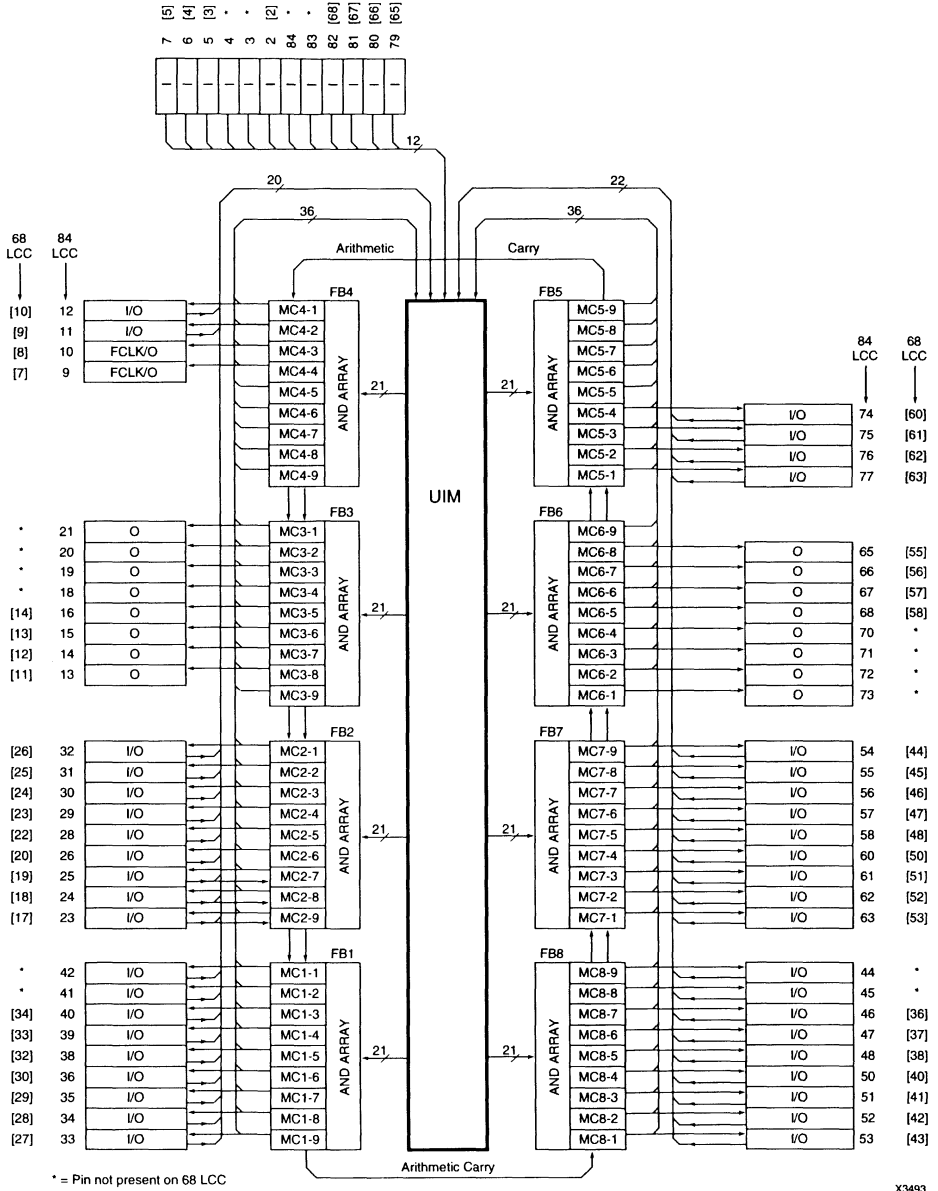 7 6 5 4 3 2 84 83 82 81 80 79
[5] [4] [3] * * [2] * * [68] [67] [66] [65]
I I I I I I I I I I I I
12
20 22
36 36
Arithmetic Carry
68 LCC 84 LCC
FB4
[10] 12 I/O MC4-1
[9] 11 I/O MC4-2
[8] 10 FCLK/O MC4-3
[7] 9 FCLK/O MC4-4
MC4-5
MC4-6
MC4-7
MC4-8
MC4-9
AND ARRAY
21
FB3
* 21 O MC3-1
* 20 O MC3-2
* 19 O MC3-3
* 18 O MC3-4
[14] 16 O MC3-5
[13] 15 O MC3-6
[12] 14 O MC3-7
[11] 13 O MC3-8
MC3-9
AND ARRAY
21
FB2
[26] 32 I/O MC2-1
[25] 31 I/O MC2-2
[24] 30 I/O MC2-3
[23] 29 I/O MC2-4
[22] 28 I/O MC2-5
[20] 26 I/O MC2-6
[19] 25 I/O MC2-7
[18] 24 I/O MC2-8
[17] 23 I/O MC2-9
AND ARRAY
21
FB1
* 42 I/O MC1-1
* 41 I/O MC1-2
[34] 40 I/O MC1-3
[33] 39 I/O MC1-4
[32] 38 I/O MC1-5
[30] 36 I/O MC1-6
[29] 35 I/O MC1-7
[28] 34 I/O MC1-8
[27] 33 I/O MC1-9
AND ARRAY
21
UIM
84 LCC 68 LCC
FB5
21
AND ARRAY
MC5-9
MC5-8
MC5-7
MC5-6
MC5-5
MC5-4 I/O 74 [60]
MC5-3 I/O 75 [61]
MC5-2 I/O 76 [62]
MC5-1 I/O 77 [63]
FB6
21
AND ARRAY
MC6-9
MC6-8 O 65 [55]
MC6-7 O 66 [56]
MC6-6 O 67 [57]
MC6-5 O 68 [58]
MC6-4 O 70 *
MC6-3 O 71 *
MC6-2 O 72 *
MC6-1 O 73 *
FB7
21
AND ARRAY
MC7-9 I/O 54 [44]
MC7-8 I/O 55 [45]
MC7-7 I/O 56 [46]
MC7-6 I/O 57 [47]
MC7-5 I/O 58 [48]
MC7-4 I/O 60 [50]
MC7-3 I/O 61 [51]
MC7-2 I/O 62 [52]
MC7-1 I/O 63 [53]
FB8
21
AND ARRAY
MC8-9 I/O 44 *
MC8-8 I/O 45 *
MC8-7 I/O 46 [36]
MC8-6 I/O 47 [37]
MC8-5 I/O 48 [38]
MC8-4 I/O 50 [40]
MC8-3 I/O 51 [41]
MC8-2 I/O 52 [42]
MC8-1 I/O 53 [43]
Arithmetic Carry
* = Pin not present on 68 LCC
X3493